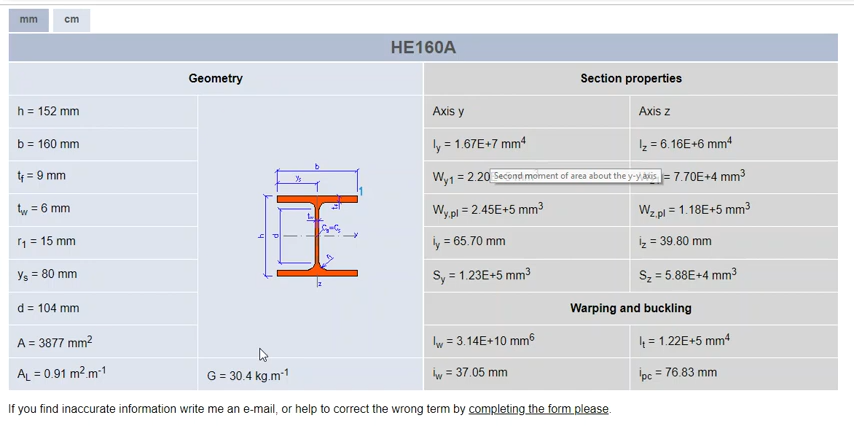 mm cm
HE160A
Geometry Section properties
h = 152 mm Axis y Axis z
b = 160 mm Iy = 1.67E+7 mm4 Iz = 6.16E+6 mm4
tf = 9 mm Wy1 = 2.20 Second moment of area about the y-y axis. = 7.70E+4 mm3
tw = 6 mm Wy,pl = 2.45E+5 mm3 Wz,pl = 1.18E+5 mm3
r1 = 15 mm iy = 65.70 mm iz = 39.80 mm
ys = 80 mm Sy = 1.23E+5 mm3 Sz = 5.88E+4 mm3
d = 104 mm Warping and buckling
A = 3877 mm2 Iw = 3.14E+10 mm6 It = 1.22E+5 mm4
AL = 0.91 m2.m-1 G = 30.4 kg.m-1 iw = 37.05 mm ipc = 76.83 mm
b
ys
1
h d y
z
If you find inaccurate information write me an e-mail, or help to correct the wrong term by completing the form please.